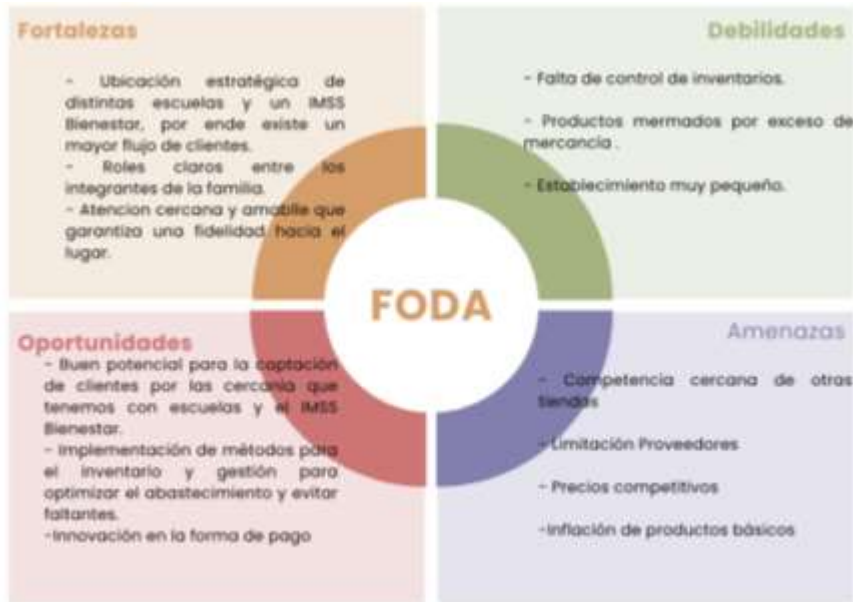 Fortalezas
- Ubicación estratégica de
distintas escuelas y un IMSS
Bienestar, por ende existe un
mayor flujo de clientes.
- Roles claros entre los
integrantes de la familia.
- Atencion cercana y amablle que
garantiza una fidelidad hacia el
lugar.
Debilidades
- Falta de control de inventarios.
- Productos mermados por exceso de
mercancía .
- Establecimiento muy pequeño.
FODA
Oportunidades
- Buen potencial para la captación
de clientes por las cercanía que
tenemos con escuelas y el IMSS
Bienestar.
- Implementación de métodos para
el inventario y gestión para
optimizar el abastecimiento y evitar
faltantes.
-Innovación en la forma de pago
Amenazas
- Competencia cercana de otras
tiendas
- Limitación Proveedores
- Precios competitivos
-Inflación de productos básicos